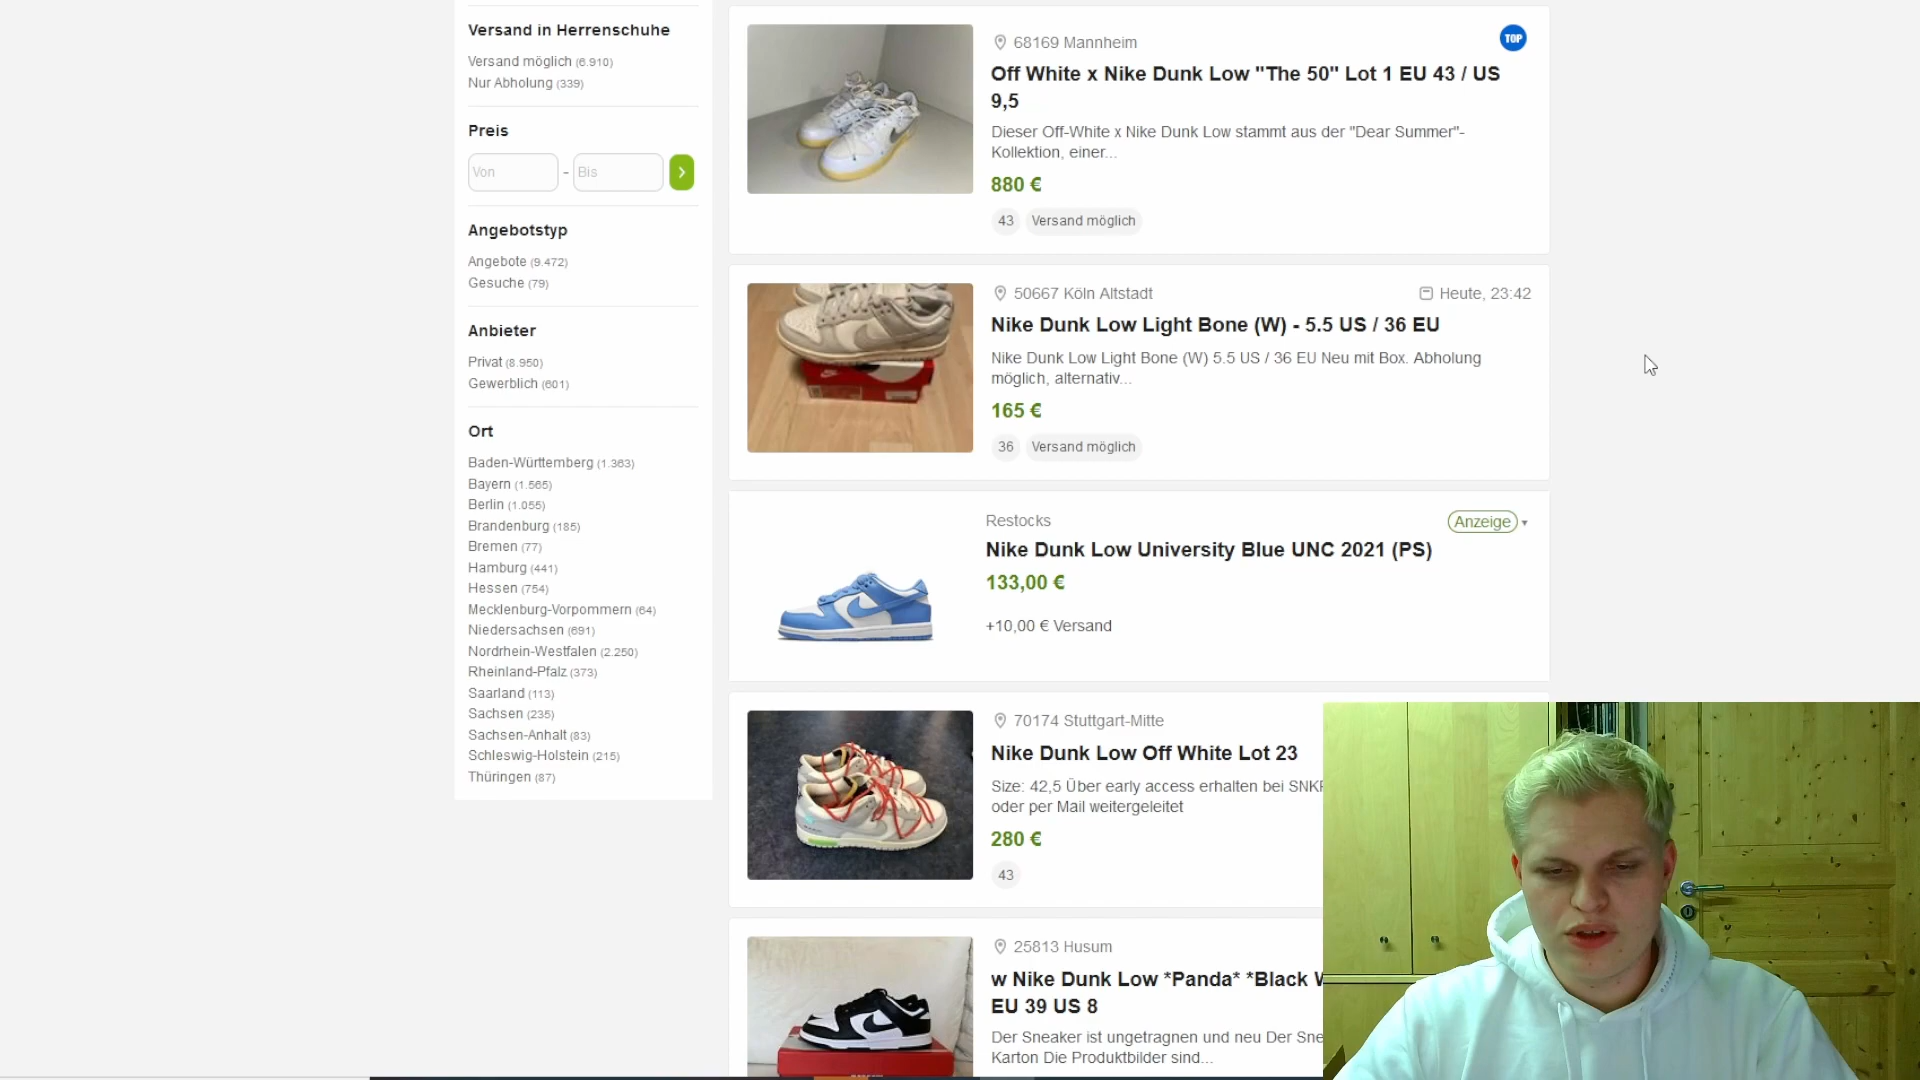 Versand in Herrenschuhe
Versand möglich (6.910)
Nur Abholung (339)
Preis
Von - Bis
Angebotstyp
Angebote (9.472)
Gesuche (79)
Anbieter
Privat (8.950)
Gewerblich (601)
Ort
Baden-Württemberg (1.363)
Bayern (1.565)
Berlin (1.055)
Brandenburg (185)
Bremen (77)
Hamburg (441)
Hessen (754)
Mecklenburg-Vorpommern (64)
Niedersachsen (691)
Nordrhein-Westfalen (2.250)
Rheinland-Pfalz (373)
Saarland (113)
Sachsen (235)
Sachsen-Anhalt (83)
Schleswig-Holstein (215)
Thüringen (87)
68169 Mannheim
TOP
Off White x Nike Dunk Low "The 50" Lot 1 EU 43 / US
9,5
Dieser Off-White x Nike Dunk Low stammt aus der "Dear Summer"-
Kollektion, einer...
880 €
43 Versand möglich
50667 Köln Altstadt
Heute, 23:42
Nike Dunk Low Light Bone (W) - 5.5 US / 36 EU
Nike Dunk Low Light Bone (W) 5.5 US / 36 EU Neu mit Box. Abholung
möglich, alternativ...
165 €
36 Versand möglich
Restocks
Anzeige
Nike Dunk Low University Blue UNC 2021 (PS)
133,00 €
+10,00 € Versand
70174 Stuttgart-Mitte
Nike Dunk Low Off White Lot 23
Size: 42,5 Über early access erhalten bei SNK
oder per Mail weitergeleitet
280 €
43
25813 Husum
w Nike Dunk Low *Panda* *Black
EU 39 US 8
Der Sneaker ist ungetragnen und neu Der Sne
Karton Die Produktbilder sind...